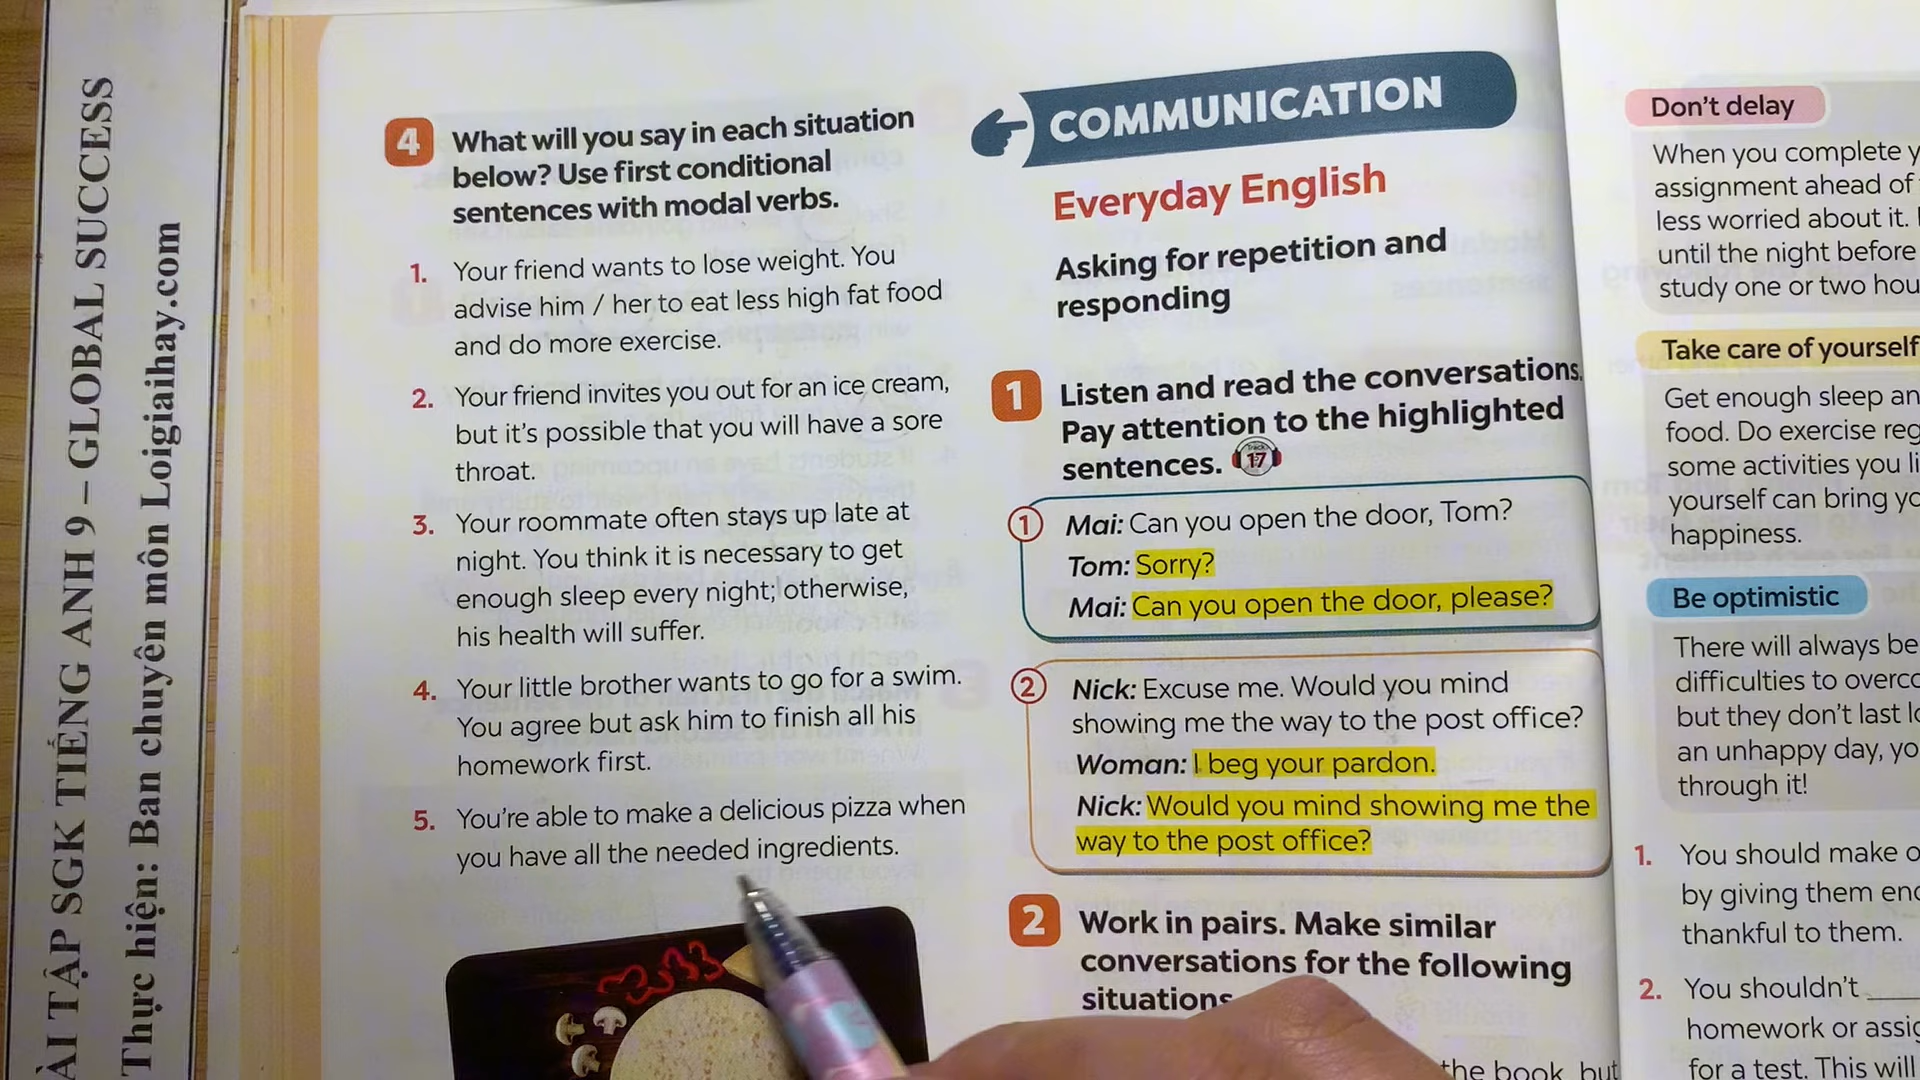 ÀI TẬP SGK TIẾNG ANH 9 – GLOBAL SUCCESS
Thực hiện: Ban chuyên môn Loigiaihay.com
4 What will you say in each situation
below? Use first conditional
sentences with modal verbs.
1. Your friend wants to lose weight. You
advise him / her to eat less high fat food
and do more exercise.
2. Your friend invites you out for an ice cream,
but it's possible that you will have a sore
throat.
3. Your roommate often stays up late at
night. You think it is necessary to get
enough sleep every night; otherwise,
his health will suffer.
4. Your little brother wants to go for a swim.
You agree but ask him to finish all his
homework first.
5. You're able to make a delicious pizza when
you have all the needed ingredients.
COMMUNICATION
Everyday English
Asking for repetition and
responding
1 Listen and read the conversations.
Pay attention to the highlighted
sentences. 17
1 Mai: Can you open the door, Tom?
Tom: Sorry?
Mai: Can you open the door, please?
2 Nick: Excuse me. Would you mind
showing me the way to the post office?
Woman: I beg your pardon.
Nick: Would you mind showing me the
way to the post office?
2 Work in pairs. Make similar
conversations for the following
situations
the book, but
Don't delay
When you complete y
assignment ahead of
less worried about it.
until the night before
study one or two hou
Take care of yourself
Get enough sleep an
food. Do exercise reg
some activities you li
yourself can bring yo
happiness.
Be optimistic
There will always be
difficulties to overco
but they don't last lo
an unhappy day, yo
through it!
1. You should make o
by giving them enc
thankful to them.
2. You shouldn't
homework or assig
for a test. This will